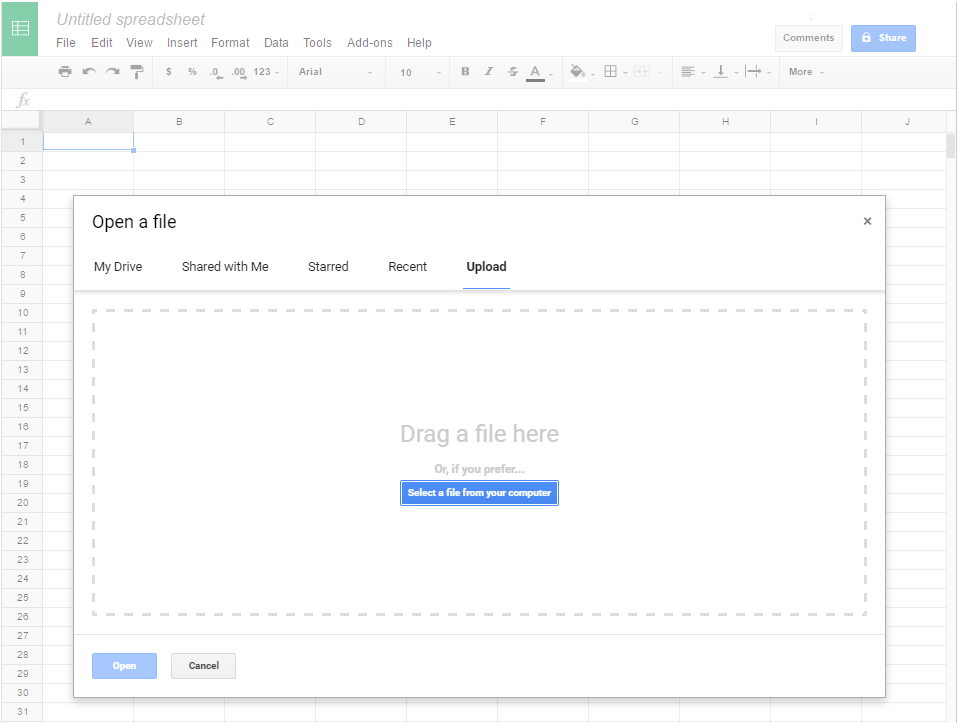 Untitled spreadsheet
File Edit View Insert Format Data Tools Add-ons Help
Comments
Share
$ % .0 .00 123 Arial 10 B I S A More
fx
A B C D E F G H I J
1
2
3
4
5
6
7
8
9
10
11
12
13
14
15
16
17
18
19
20
21
22
23
24
25
26
27
28
29
30
31
Open a file
×
My Drive Shared with Me Starred Recent Upload
Drag a file here
Or, if you prefer...
Select a file from your computer
Open Cancel